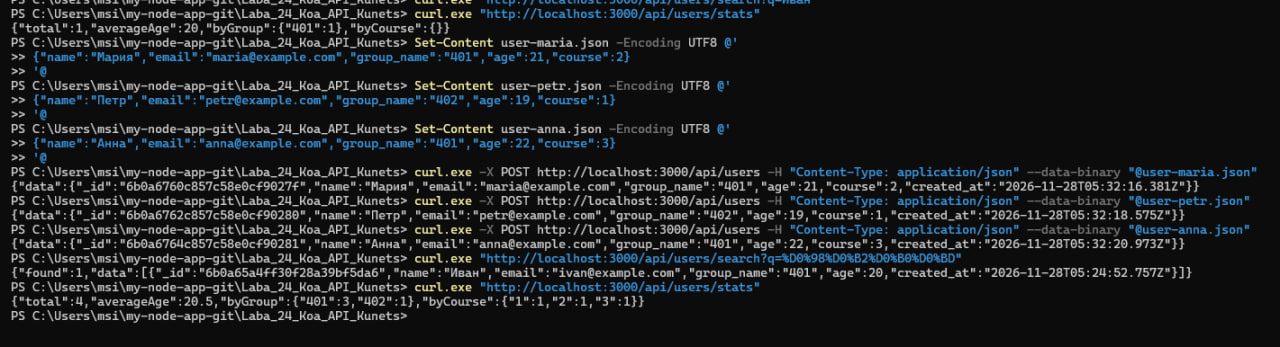 PS C:\Users\msi\my-node-app-git\Laba_24_Koa_API_Kunets> curl.exe "http://localhost:3000/api/users/search?q=Иван"
PS C:\Users\msi\my-node-app-git\Laba_24_Koa_API_Kunets> curl.exe "http://localhost:3000/api/users/stats"
{"total":1,"averageAge":20,"byGroup":{"401":1},"byCourse":{}}
PS C:\Users\msi\my-node-app-git\Laba_24_Koa_API_Kunets> Set-Content user-maria.json -Encoding UTF8 @'
>> {"name":"Мария","email":"maria@example.com","group_name":"401","age":21,"course":2}
>> '@
PS C:\Users\msi\my-node-app-git\Laba_24_Koa_API_Kunets> Set-Content user-petr.json -Encoding UTF8 @'
>> {"name":"Петр","email":"petr@example.com","group_name":"402","age":19,"course":1}
>> '@
PS C:\Users\msi\my-node-app-git\Laba_24_Koa_API_Kunets> Set-Content user-anna.json -Encoding UTF8 @'
>> {"name":"Анна","email":"anna@example.com","group_name":"401","age":22,"course":3}
>> '@
PS C:\Users\msi\my-node-app-git\Laba_24_Koa_API_Kunets> curl.exe -X POST http://localhost:3000/api/users -H "Content-Type: application/json" --data-binary "@user-maria.json"
{"data":{"_id":"6b0a6760c857c58e0cf9027f","name":"Мария","email":"maria@example.com","group_name":"401","age":21,"course":2,"created_at":"2026-11-28T05:32:16.381Z"}}
PS C:\Users\msi\my-node-app-git\Laba_24_Koa_API_Kunets> curl.exe -X POST http://localhost:3000/api/users -H "Content-Type: application/json" --data-binary "@user-petr.json"
{"data":{"_id":"6b0a6762c857c58e0cf90280","name":"Петр","email":"petr@example.com","group_name":"402","age":19,"course":1,"created_at":"2026-11-28T05:32:18.575Z"}}
PS C:\Users\msi\my-node-app-git\Laba_24_Koa_API_Kunets> curl.exe -X POST http://localhost:3000/api/users -H "Content-Type: application/json" --data-binary "@user-anna.json"
{"data":{"_id":"6b0a6764c857c58e0cf90281","name":"Анна","email":"anna@example.com","group_name":"401","age":22,"course":3,"created_at":"2026-11-28T05:32:20.973Z"}}
PS C:\Users\msi\my-node-app-git\Laba_24_Koa_API_Kunets> curl.exe "http://localhost:3000/api/users/search?q=%D0%98%D0%B2%D0%B0%D0%BD"
{"found":1,"data":[{"_id":"6b0a65a4ff30f28a39bf5da6","name":"Иван","email":"ivan@example.com","group_name":"401","age":20,"created_at":"2026-11-28T05:24:52.757Z"}]}
PS C:\Users\msi\my-node-app-git\Laba_24_Koa_API_Kunets> curl.exe "http://localhost:3000/api/users/stats"
{"total":4,"averageAge":20.5,"byGroup":{"401":3,"402":1},"byCourse":{"1":1,"2":1,"3":1}}
PS C:\Users\msi\my-node-app-git\Laba_24_Koa_API_Kunets>